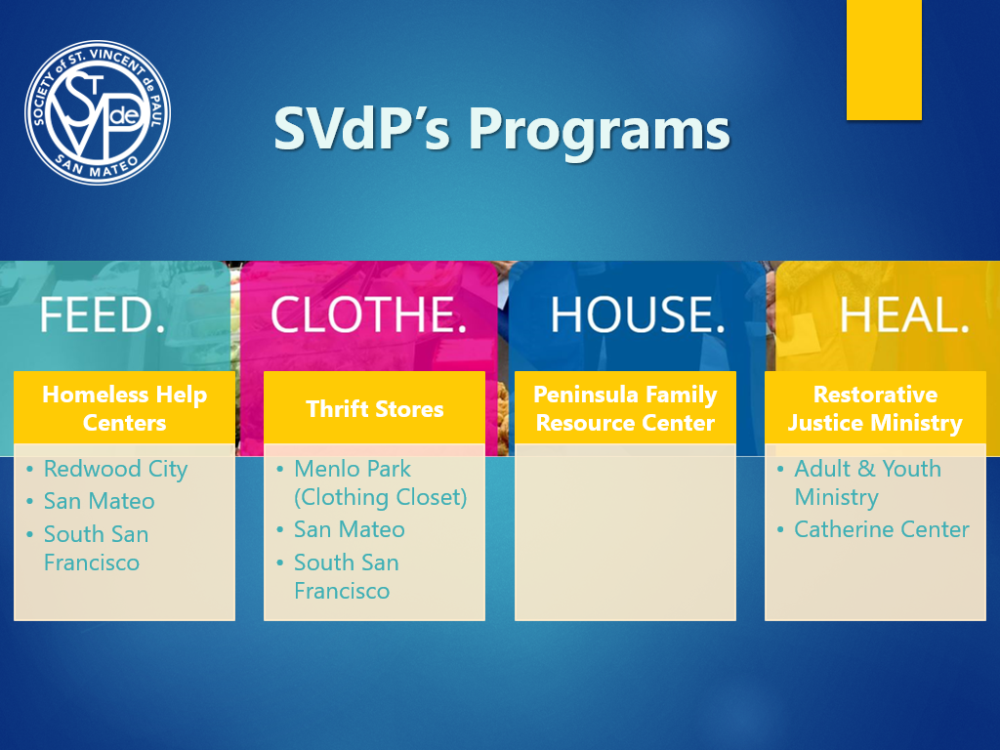 SOCIETY of ST. VINCENT de PAUL
ST
V de P
SAN MATEO
SVdP’s Programs
FEED.
CLOTHE.
HOUSE.
HEAL.
Homeless Help
Centers
• Redwood City
• San Mateo
• South San
Francisco
Thrift Stores
• Menlo Park
(Clothing Closet)
• San Mateo
• South San
Francisco
Peninsula Family
Resource Center
Restorative
Justice Ministry
• Adult & Youth
Ministry
• Catherine Center